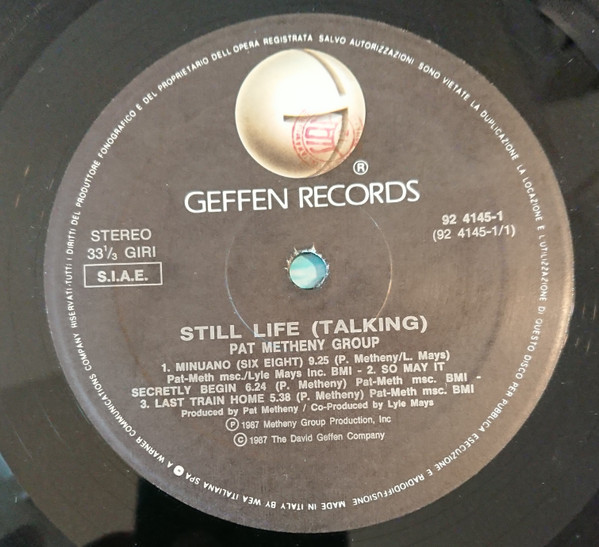 GEFFEN RECORDS
®
STEREO
33⅓ GIRI
S.I.A.E.
92 4145-1
(92 4145-1/1)
STILL LIFE (TALKING)
PAT METHENY GROUP
1. MINUANO (SIX EIGHT) 9.25 (P. Metheny/L. Mays)
Pat-Meth msc./Lyle Mays Inc. BMI - 2. SO MAY IT
SECRETLY BEGIN 6.24 (P. Metheny) Pat-Meth msc. BMI -
3. LAST TRAIN HOME 5.38 (P. Metheny) Pat-Meth msc. BMI
Produced by Pat Metheny / Co-Produced by Lyle Mays
Ⓟ 1987 Metheny Group Production, Inc
© 1987 The David Geffen Company
HISERVATI-TUTTI I DIRITTI DEL PRODUTTORE FONOGRAFICO E DEL PROPRIETARIO DELL'OPERA REGISTRATA SALVO AUTORIZZAZIONI SONO VIETATE LA DUPLICAZIONE LA LOCAZIONE E L'UTILIZZAZIONE DI QUESTO DISCO PER PUBBLICA ESECUZIONE E RADIODIFFUSIONE
MADE IN ITALY BY WEA ITALIANA SPA A WARNER COMMUNICATIONS COMPANY